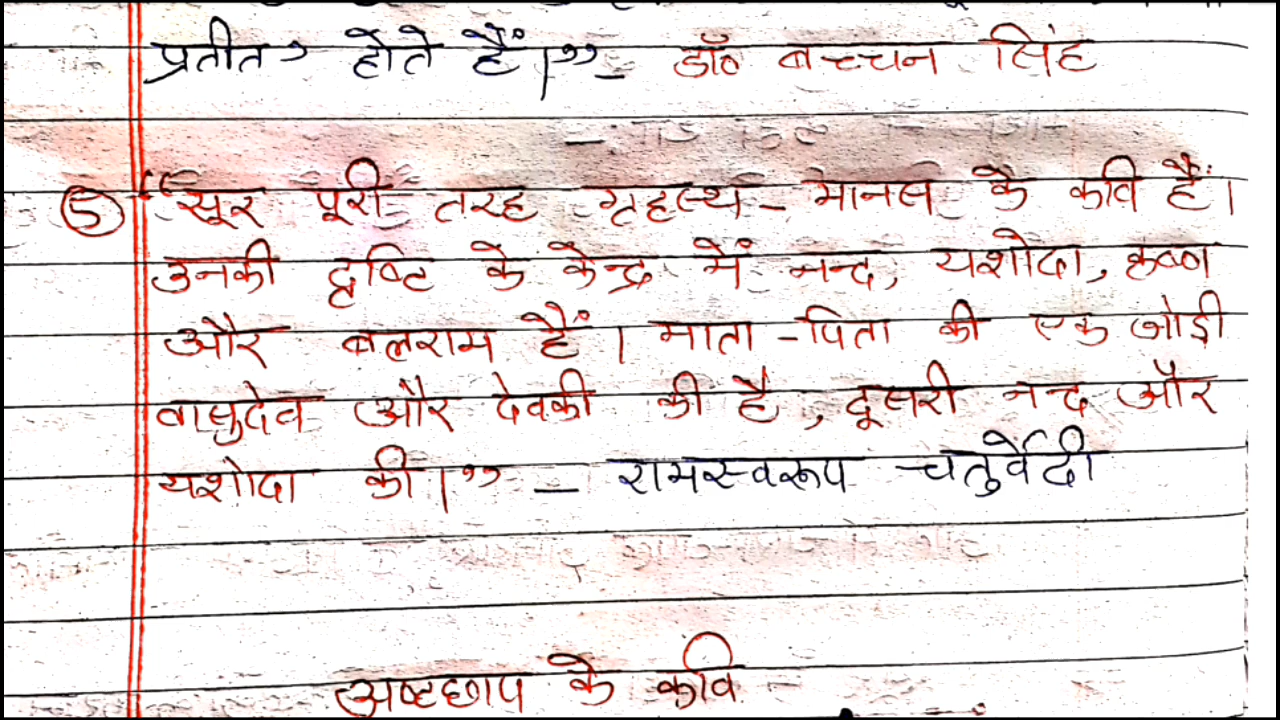 प्रतीत' होते हैं।" - डॉ० बच्चन सिंह
⑤ "सूर पूरी तरह गृहस्थ - मानस के कवि हैं।
उनकी दृष्टि के केन्द्र में नन्द, यशोदा, कृष्ण
और बलराम हैं। माता - पिता की एक जोड़ी
वासुदेव और देवकी की है, दूसरी नन्द और
यशोदा की।" - रामस्वरूप चतुर्वेदी
अष्टछाप के कवि